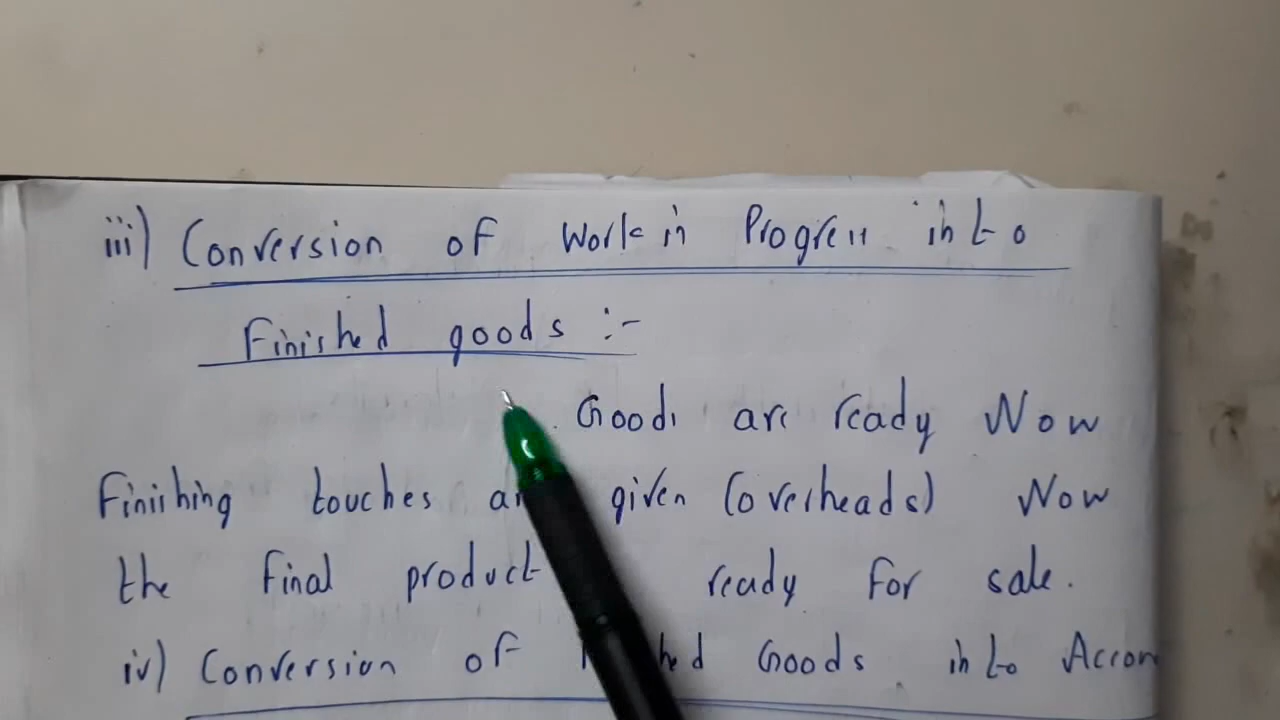 iii) Conversion of Work in Progress into
Finished goods :-
Goods are ready Now
Finishing touches given (overheads) Now
the final product ready for sale.
iv) Conversion of Goods into